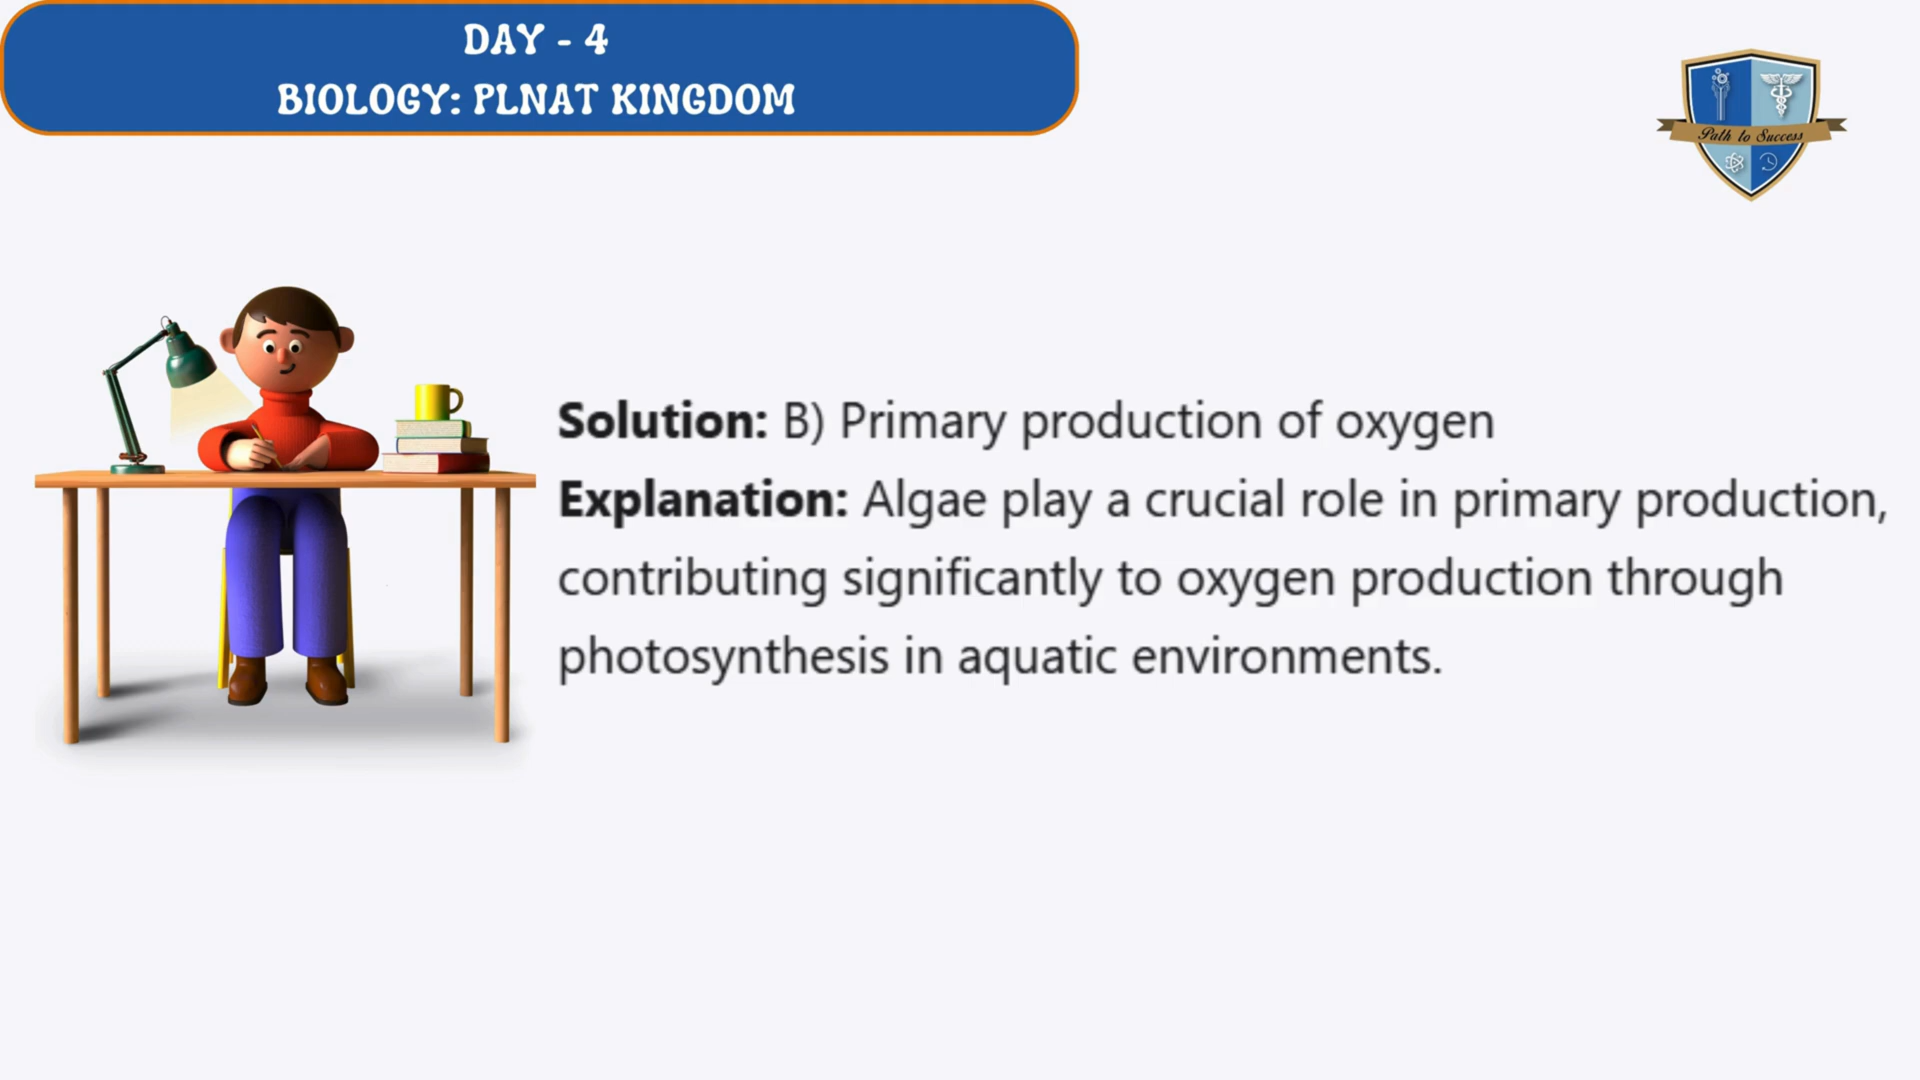 DAY - 4
BIOLOGY: PLNAT KINGDOM
Path to Success
Solution: B) Primary production of oxygen
Explanation: Algae play a crucial role in primary production,
contributing significantly to oxygen production through
photosynthesis in aquatic environments.